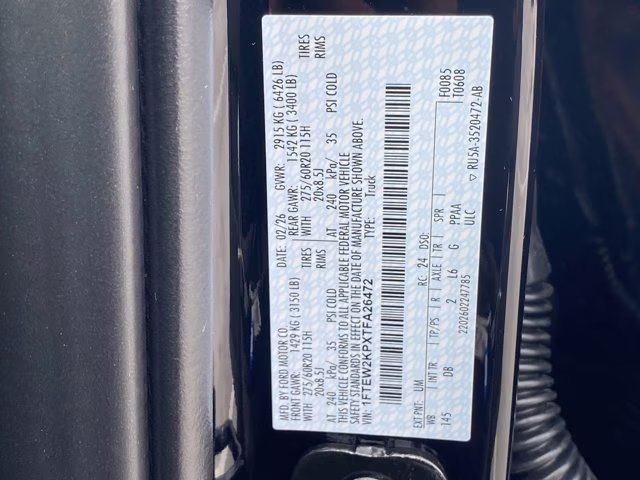 MFD. BY FORD MOTOR CO.
DATE: 02/26 GVWR: 2915 KG ( 6426 LB)
FRONT GAWR: 1429 KG ( 3150 LB) REAR GAWR: 1542 KG ( 3400 LB)
WITH 275/60R20 115H TIRES WITH 275/60R20 115H TIRES
20x8.5J RIMS 20x8.5J RIMS
AT 240 kPa/ 35 PSI COLD AT 240 kPa/ 35 PSI COLD
THIS VEHICLE CONFORMS TO ALL APPLICABLE FEDERAL MOTOR VEHICLE
SAFETY STANDARDS IN EFFECT ON THE DATE OF MANUFACTURE SHOWN ABOVE.
VIN: 1FTEW2KPXTFA26472 TYPE: Truck
F0085
T0608
EXT PNT: UM RC: 24 DSO:
WB INT TR TP/PS R AXLE TR SPR
145 DB 2 L6 G PPAA
ULC
2202602247785
▽ RU5A-3520472-AB